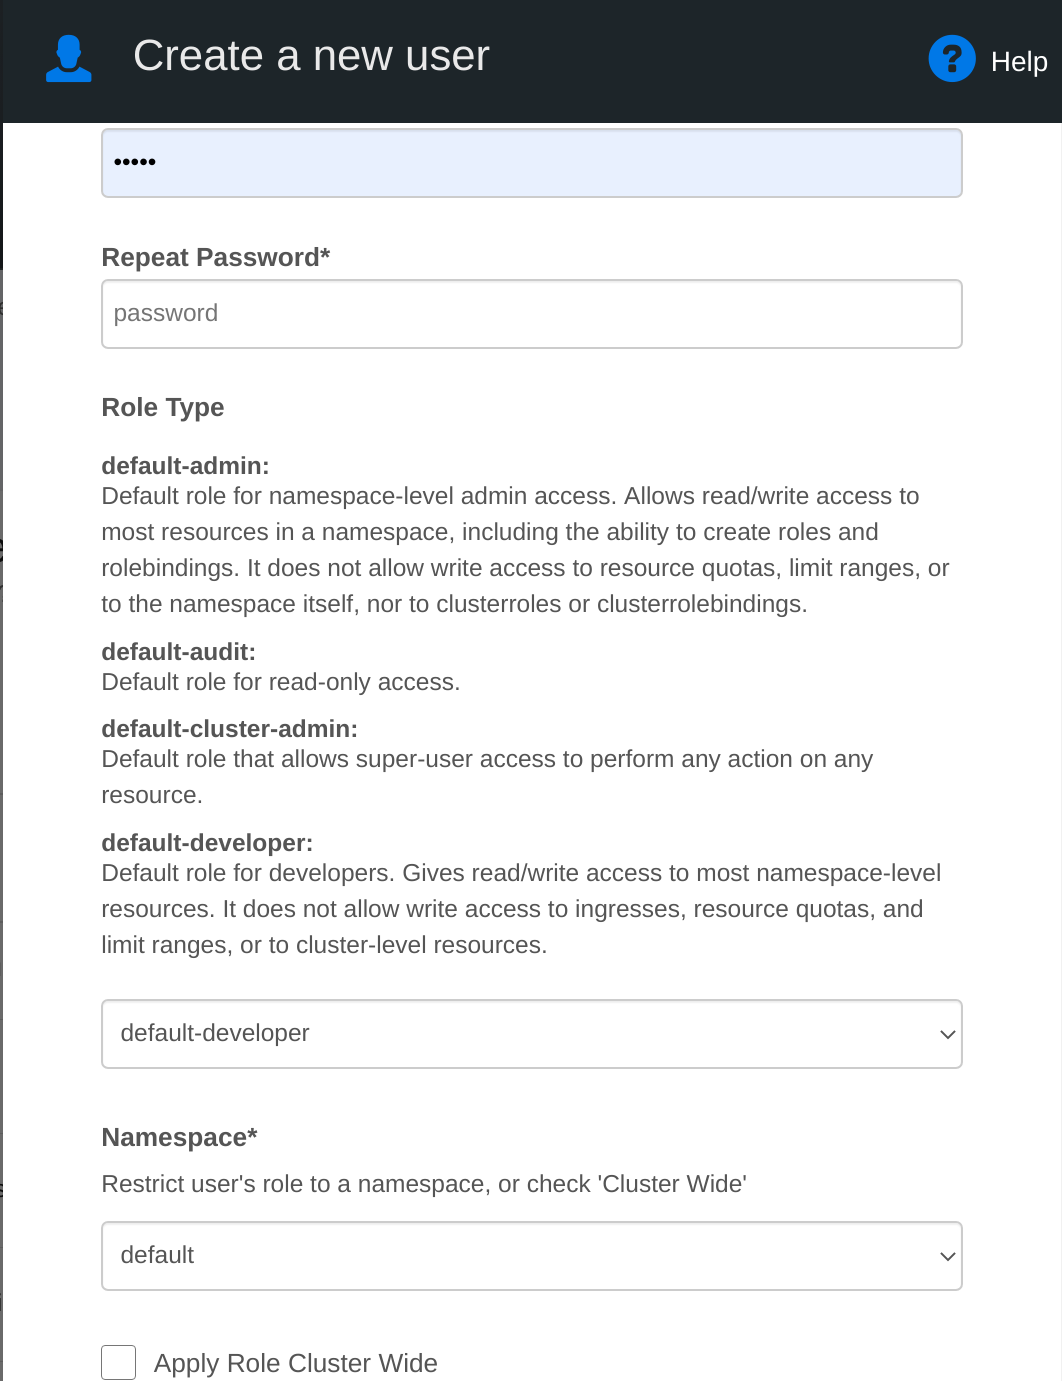 Create a new user
Help
•••••
Repeat Password*
password
Role Type
default-admin:
Default role for namespace-level admin access. Allows read/write access to
most resources in a namespace, including the ability to create roles and
rolebindings. It does not allow write access to resource quotas, limit ranges, or
to the namespace itself, nor to clusterroles or clusterrolebindings.
default-audit:
Default role for read-only access.
default-cluster-admin:
Default role that allows super-user access to perform any action on any
resource.
default-developer:
Default role for developers. Gives read/write access to most namespace-level
resources. It does not allow write access to ingresses, resource quotas, and
limit ranges, or to cluster-level resources.
default-developer
Namespace*
Restrict user's role to a namespace, or check 'Cluster Wide'
default
Apply Role Cluster Wide